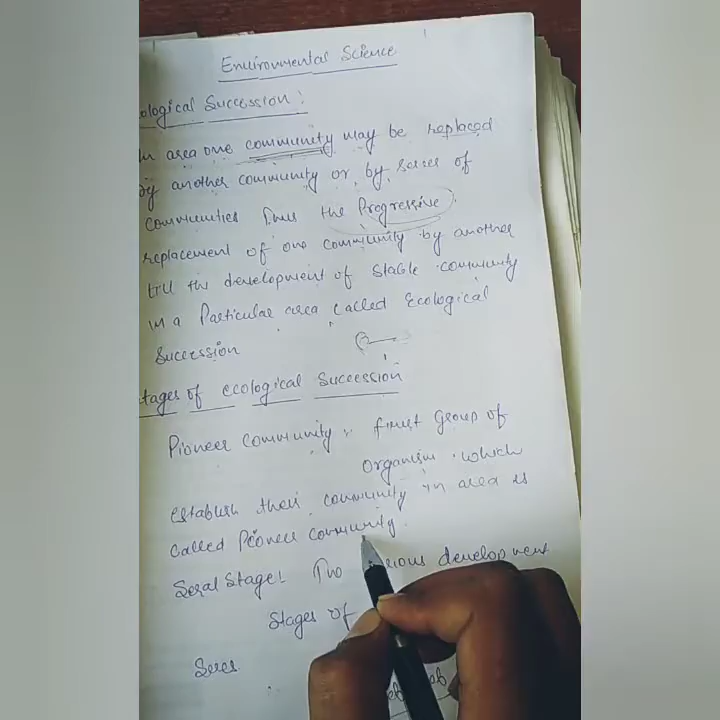 Environmental Science
ological Succession:
In area one community may be replaced
by another community or by series of
communities Thus the Progressive
replacement of one community by another
till the development of stable community
in a Particular area called Ecological
Succession
tages of ecological Succession
Pioneer community: first group of
organism which
establish their community in area is
called Pioneer community.
Seral Stage: The rious development
Stages of
Seres